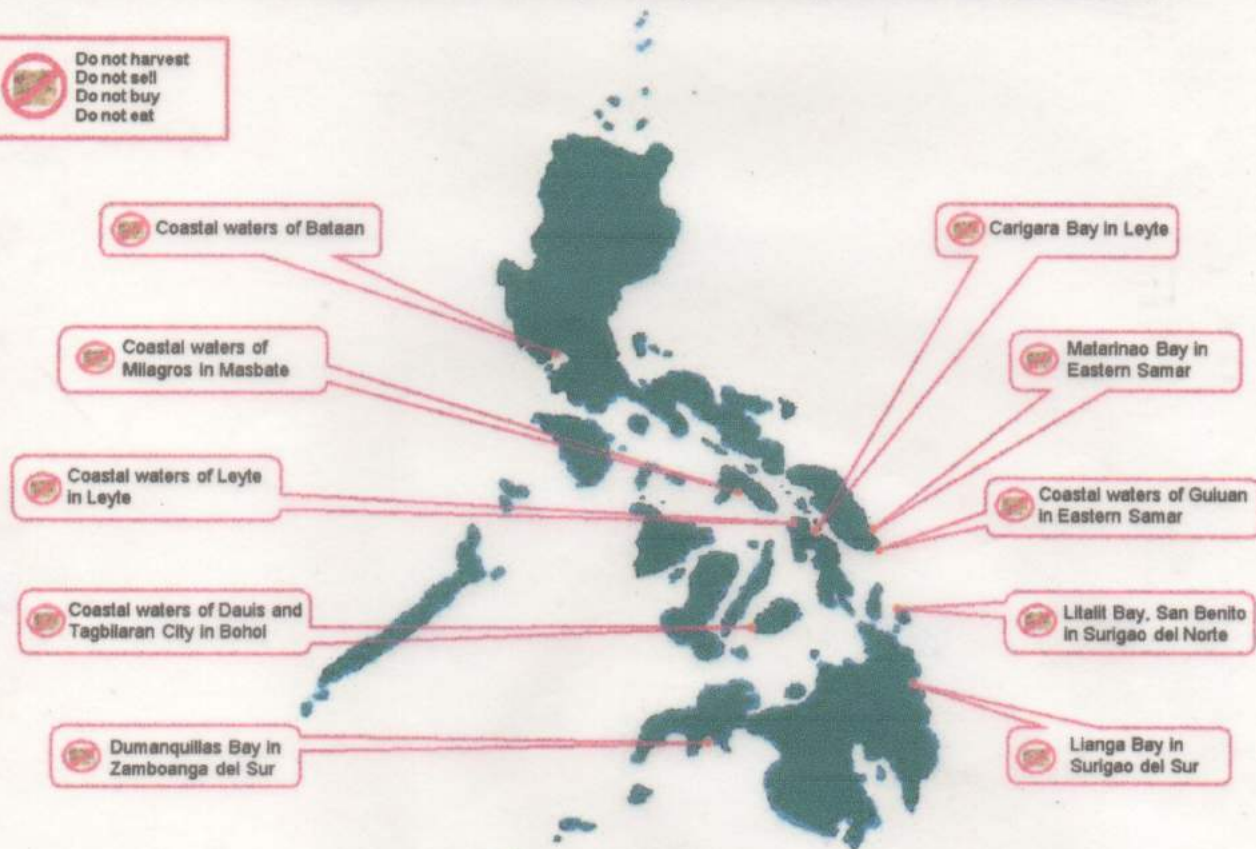 Do not harvest
Do not sell
Do not buy
Do not eat
Coastal waters of Bataan
Coastal waters of
Milagros in Masbate
Coastal waters of Leyte
in Leyte
Coastal waters of Dauis and
Tagbilaran City in Bohol
Dumanquillas Bay in
Zamboanga del Sur
Carigara Bay in Leyte
Matarinao Bay in
Eastern Samar
Coastal waters of Guiuan
in Eastern Samar
Litalit Bay, San Benito
in Surigao del Norte
Lianga Bay in
Surigao del Sur